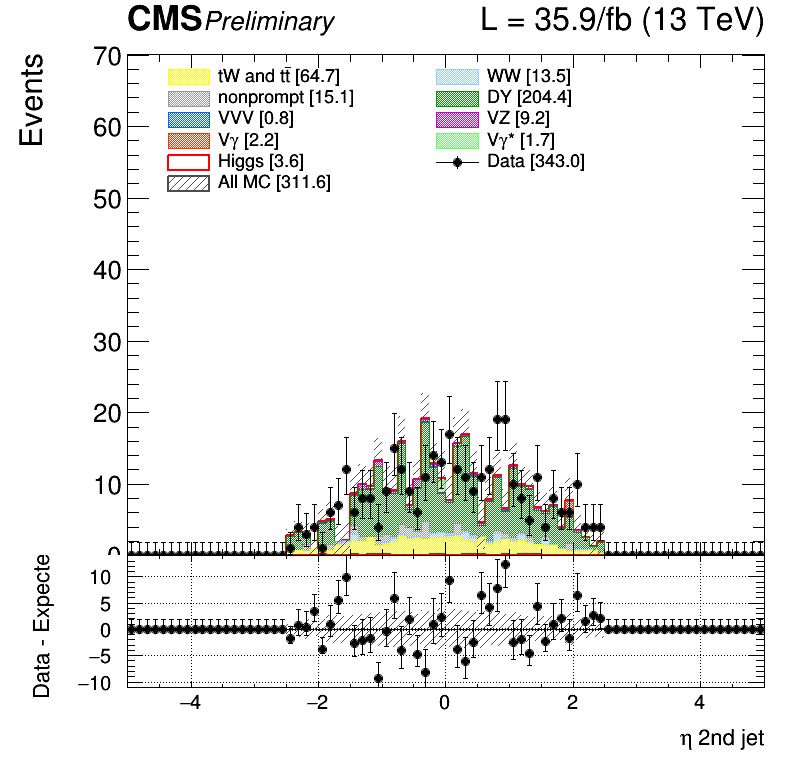 CMS Preliminary L = 35.9/fb (13 TeV)
Events
70
60
50
40
30
20
10
0
tW and tt̄ [64.7]
nonprompt [15.1]
VVV [0.8]
Vγ [2.2]
Higgs [3.6]
All MC [311.6]
WW [13.5]
DY [204.4]
VZ [9.2]
Vγ* [1.7]
Data [343.0]
Data - Expecte
10
5
0
−5
−10
−4 −2 0 2 4
η 2nd jet